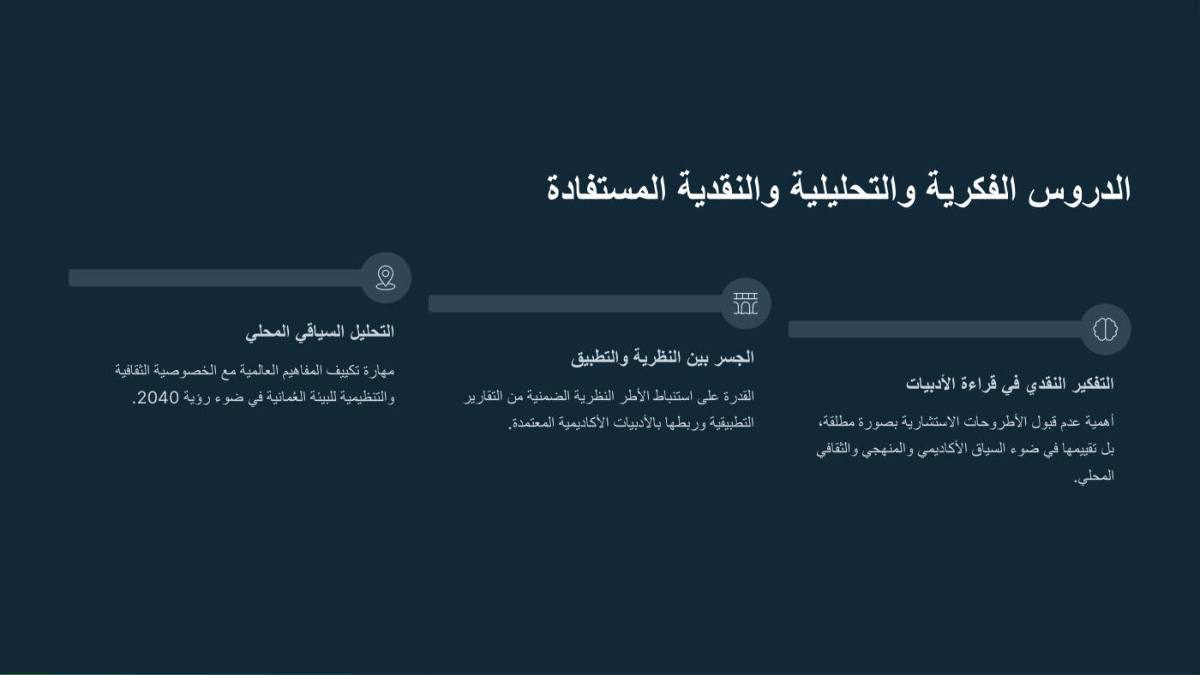 الدروس الفكرية والتحليلية والنقدية المستفادة
التفكير النقدي في قراءة الأدبيات
أهمية عدم قبول الأطروحات الاستشارية بصورة مطلقة،
بل تقييمها في ضوء السياق الأكاديمي والمنهجي والثقافي
المحلي.
الجسر بين النظرية والتطبيق
القدرة على استنباط الأطر النظرية الضمنية من التقارير
التطبيقية وربطها بالأدبيات الأكاديمية المعتمدة.
التحليل السياقي المحلي
مهارة تكييف المفاهيم العالمية مع الخصوصية الثقافية
والتنظيمية للبيئة العُمانية في ضوء رؤية 2040.